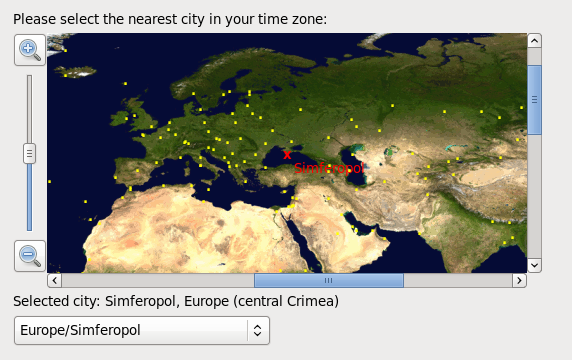 Please select the nearest city in your time zone:
Simferopol
Selected city: Simferopol, Europe (central Crimea)
Europe/Simferopol